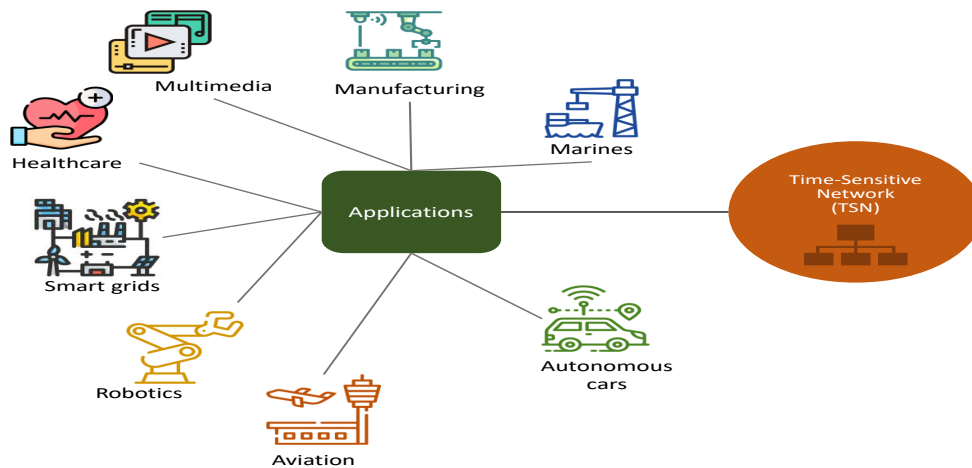 Multimedia
Manufacturing
Marines
Healthcare
Time-Sensitive
Network
(TSN)
Applications
Smart grids
Autonomous
cars
Robotics
Aviation